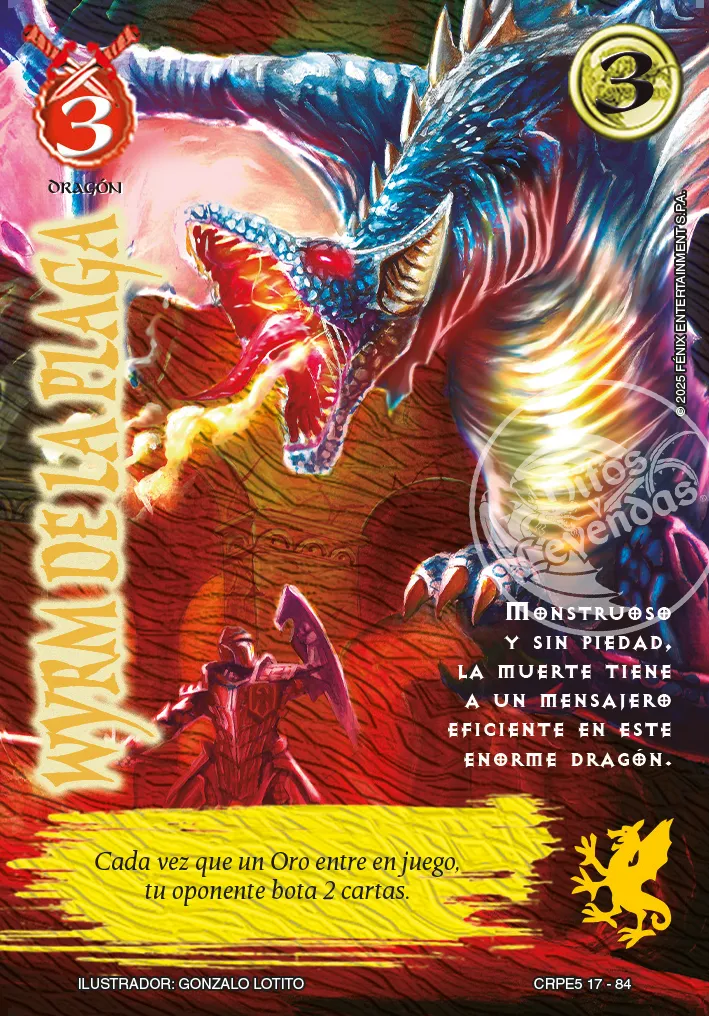 3
3
DRAGÓN
WYRM DE LA PLAGA
© 2025 FÉNIX ENTERTAINMENT S.P.A.
Mitos
y
Leyendas®
MONSTRUOSO
Y SIN PIEDAD,
LA MUERTE TIENE
A UN MENSAJERO
EFICIENTE EN ESTE
ENORME DRAGÓN.
Cada vez que un Oro entre en juego,
tu oponente bota 2 cartas.
ILUSTRADOR: GONZALO LOTITO
CRPE5 17 - 84